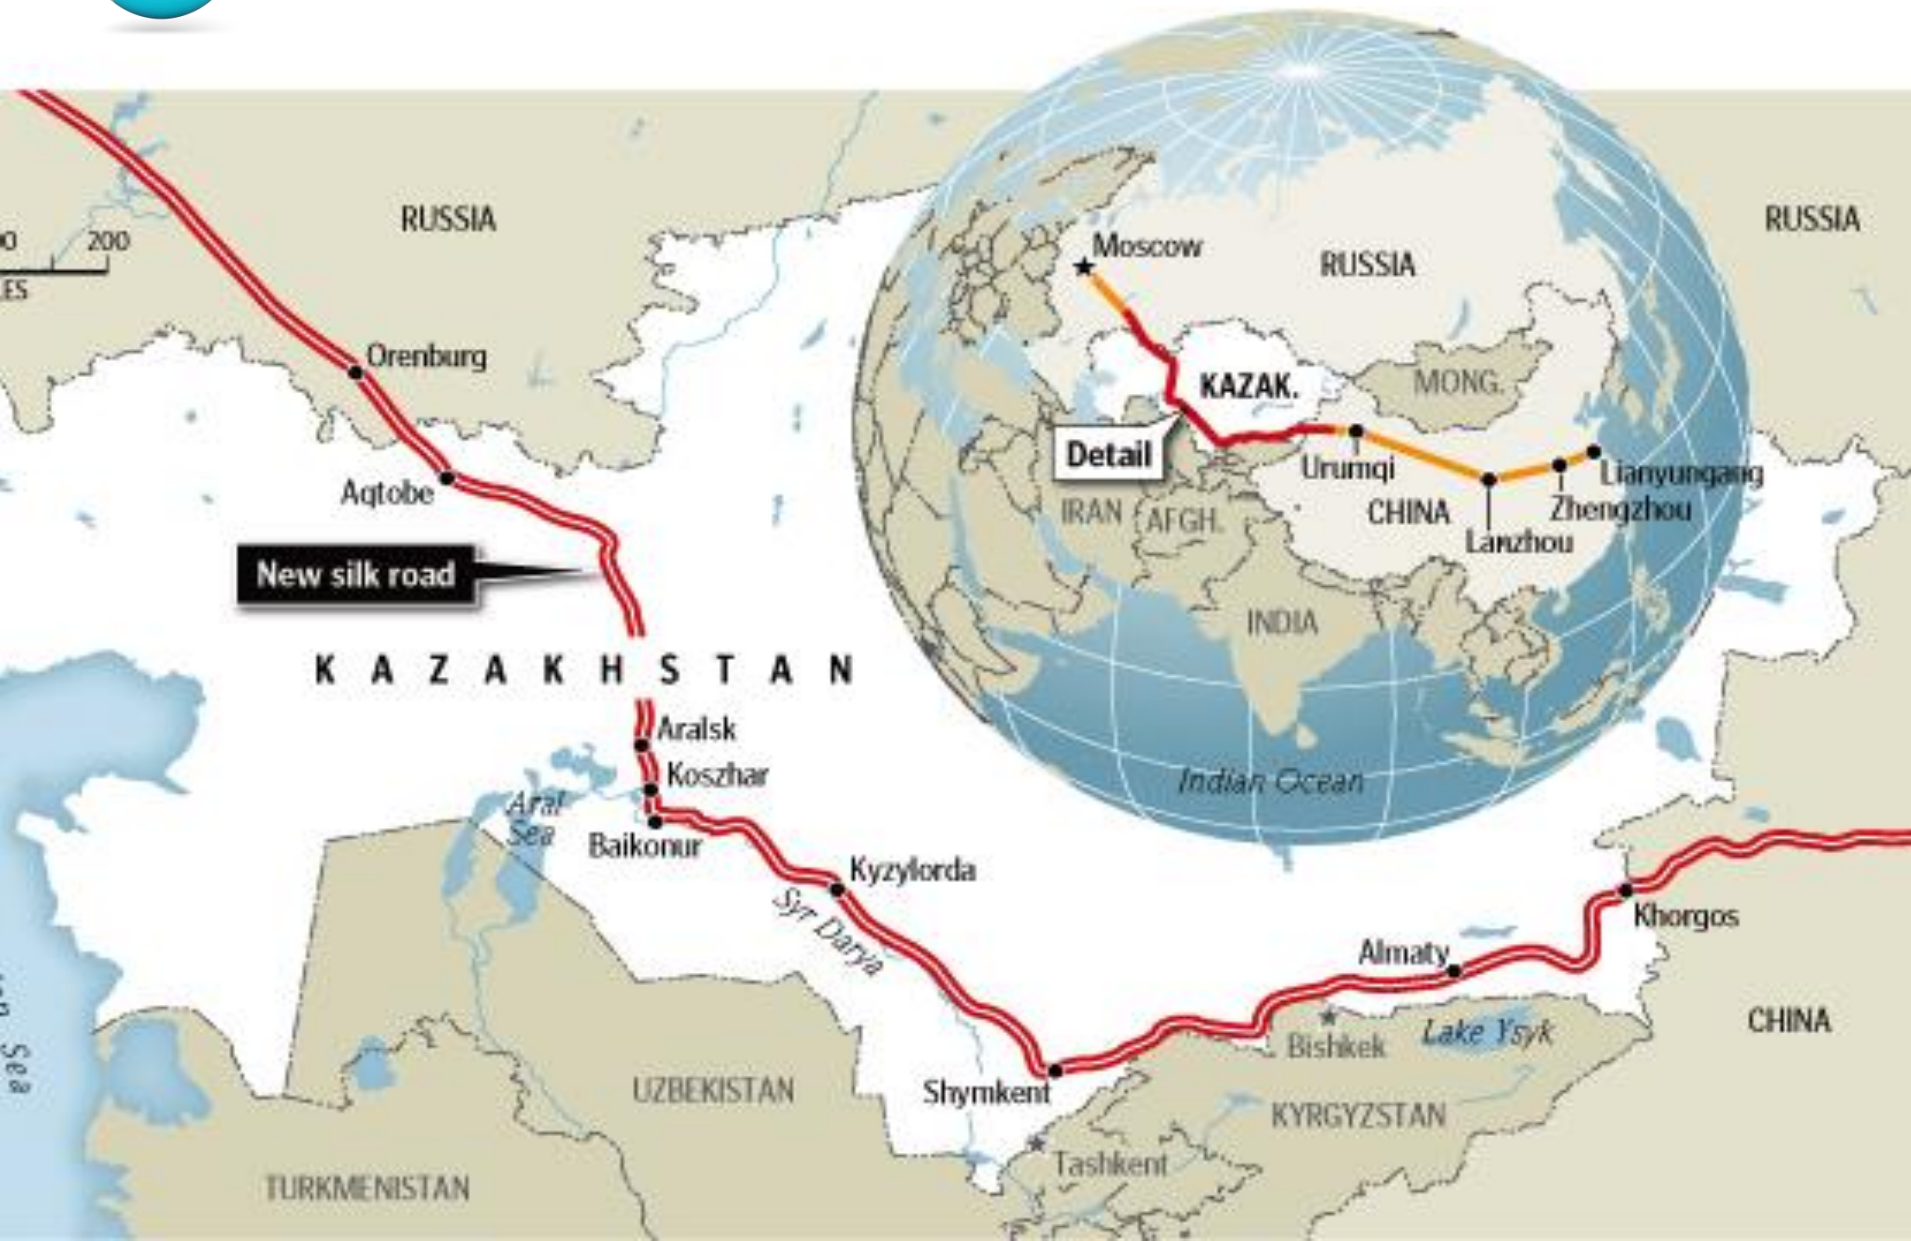 RUSSIA
200
Orenburg
Aqtobe
New silk road
KAZAKHSTAN
Aralsk
Koszhar
Aral
Sea
Baikonur
Kyzylorda
Syr Darya
Shymkent
UZBEKISTAN
TURKMENISTAN
Sea
Tashkent
KYRGYZSTAN
Bishkek
Lake Ysyk
Almaty
Khorgos
CHINA
RUSSIA
Moscow
RUSSIA
KAZAK.
MONG.
Detail
Urumqi
Lianyungang
Zhengzhou
CHINA
Lanzhou
IRAN
AFGH.
INDIA
Indian Ocean